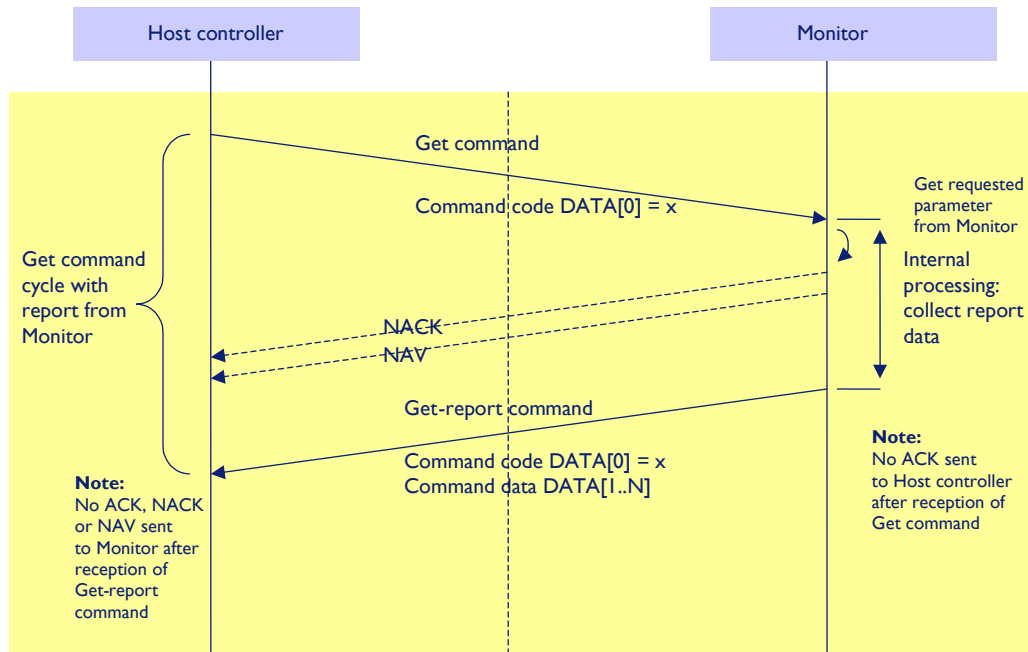 Host controller
Monitor
Get command
Command code DATA[0] = x
Get requested
parameter
from Monitor
Get command
cycle with
report from
Monitor
Internal
processing:
collect report
data
NACK
NAV
Get-report command
Command code DATA[0] = x
Command data DATA[1..N]
Note:
No ACK, NACK
or NAV sent
to Monitor after
reception of
Get-report
command
Note:
No ACK sent
to Host controller
after reception of
Get command